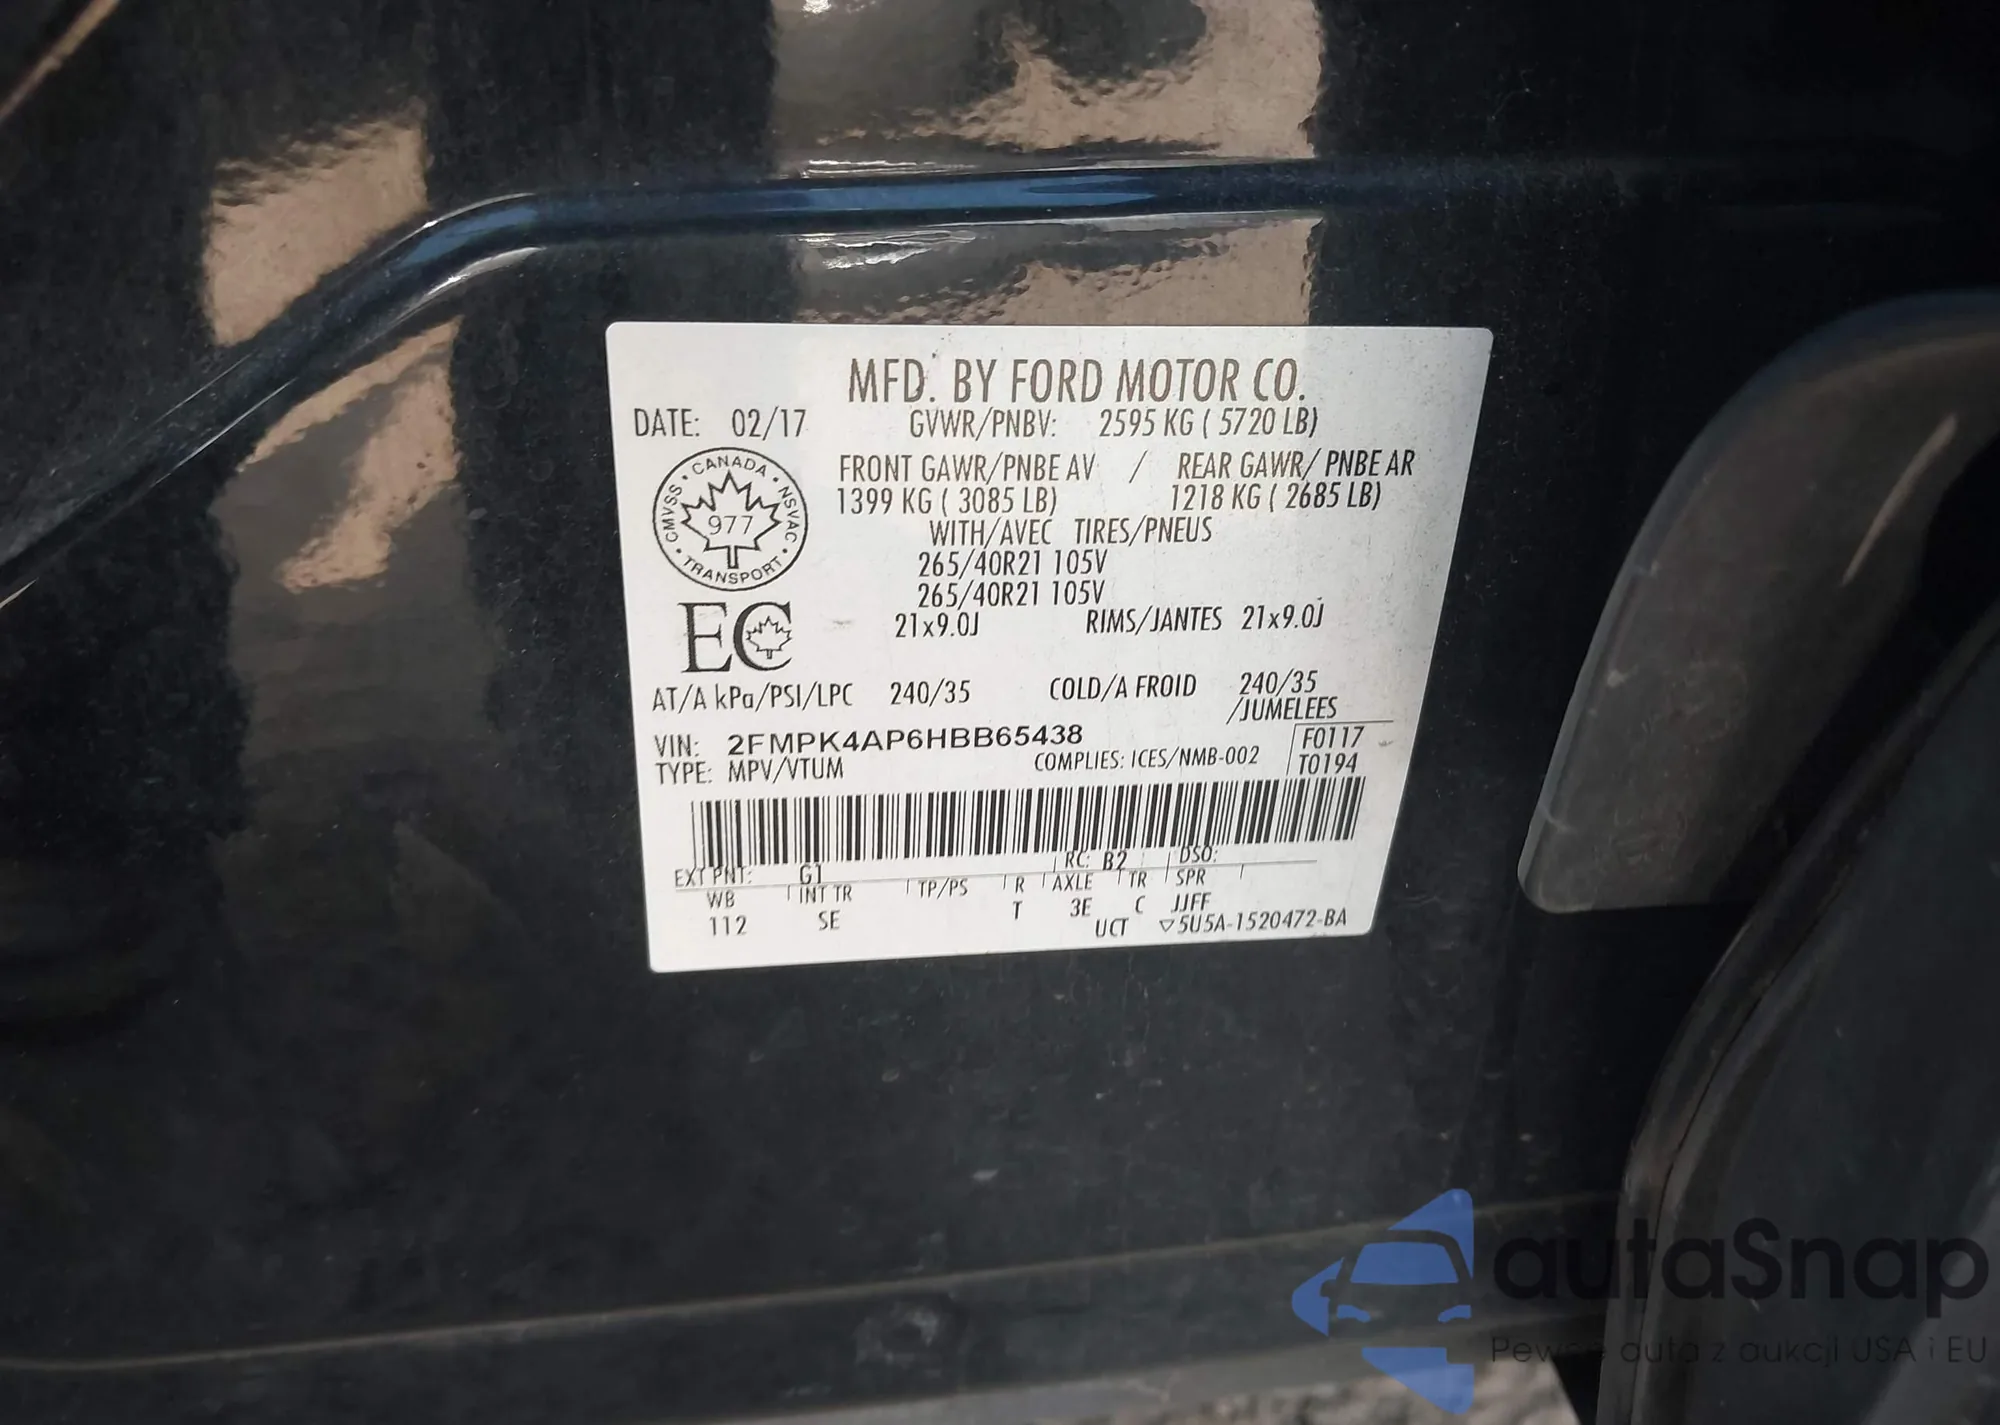 MFD. BY FORD MOTOR CO.
DATE: 02/17 GVWR/PNBV: 2595 KG ( 5720 LB)
FRONT GAWR/PNBE AV / REAR GAWR/ PNBE AR
1399 KG ( 3085 LB) 1218 KG ( 2685 LB)
WITH/AVEC TIRES/PNEUS
265/40R21 105V
265/40R21 105V
21x9.0J RIMS/JANTES 21x9.0J
CANADA
CMVSS 977 NSVAC
TRANSPORT
EC
AT/A kPa/PSI/LPC 240/35 COLD/A FROID 240/35
/JUMELEES
VIN: 2FMPK4AP6HBB65438 F0117
TYPE: MPV/VTUM COMPLIES: ICES/NMB-002 T0194
EXT PNT: G1 RC: B2 DSO:
WB INT TR TP/PS R AXLE TR SPR
112 SE T 3E C JJFF
UCT ▽5U5A-1520472-BA
autaSnap
Pewne auta z aukcji USA i EU